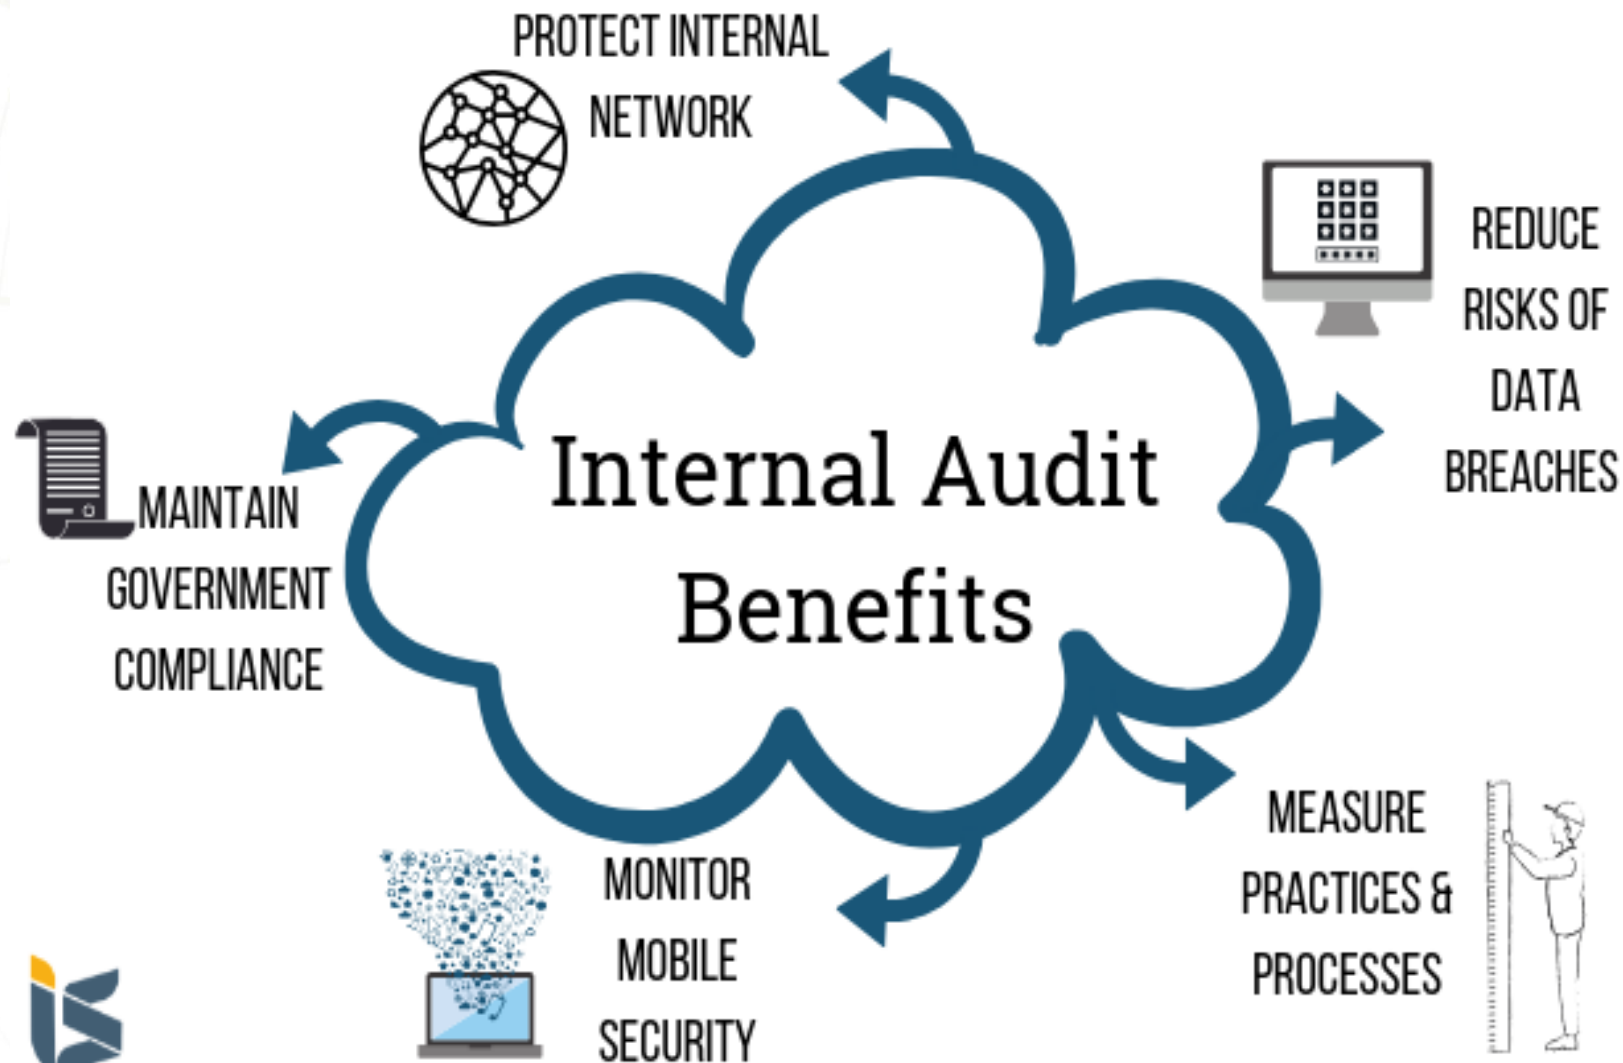 PROTECT INTERNAL
NETWORK
REDUCE
RISKS OF
DATA
BREACHES
Internal Audit
Benefits
MAINTAIN
GOVERNMENT
COMPLIANCE
MEASURE
PRACTICES &
PROCESSES
MONITOR
MOBILE
SECURITY